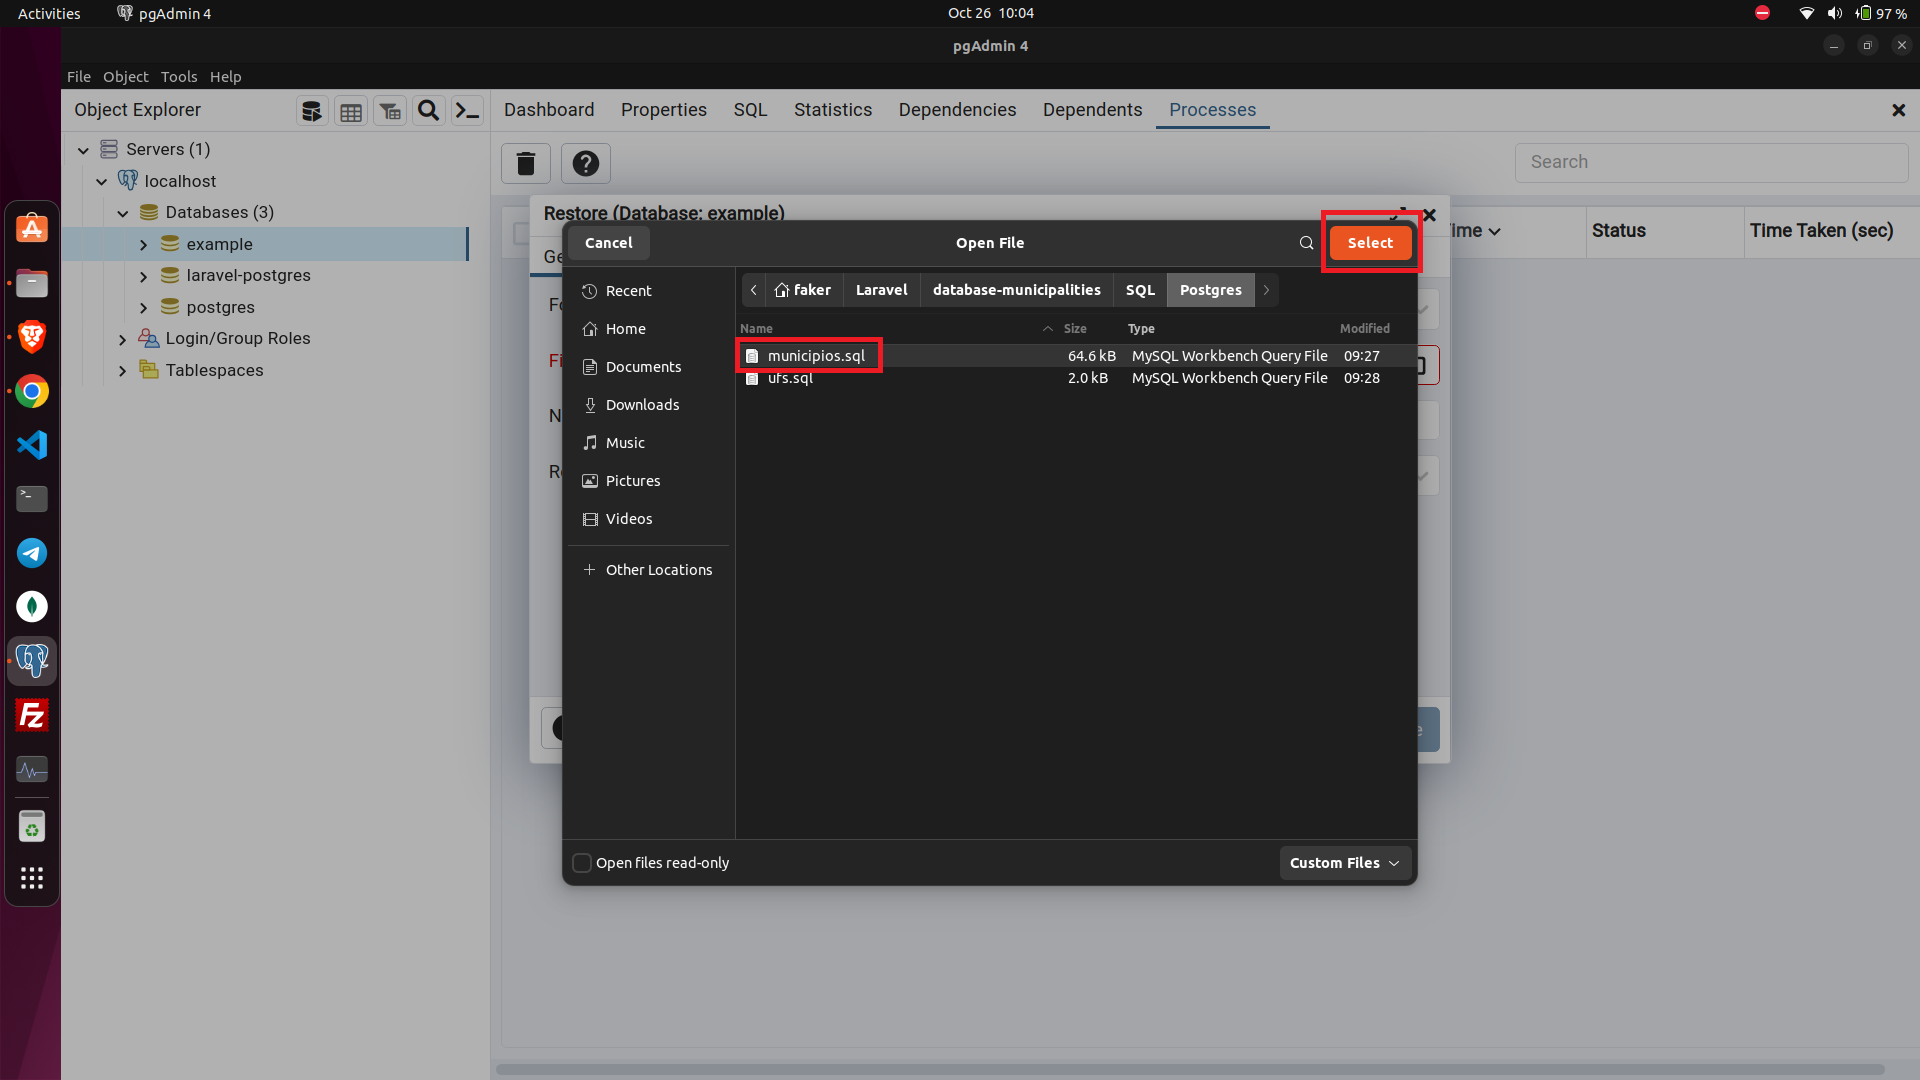 Activities pgAdmin 4 Oct 26 10:04 97 %
pgAdmin 4
File Object Tools Help
Object Explorer
Dashboard Properties SQL Statistics Dependencies Dependents Processes
Servers (1)
localhost
Databases (3)
example
laravel-postgres
postgres
Login/Group Roles
Tablespaces
Search
Restore (Database: example)
Status Time Taken (sec)
Cancel Open File Select
Recent
Home
Documents
Downloads
Music
Pictures
Videos
Other Locations
faker Laravel database-municipalities SQL Postgres
Name Size Type Modified
municipios.sql 64.6 kB MySQL Workbench Query File 09:27
ufs.sql 2.0 kB MySQL Workbench Query File 09:28
Open files read-only Custom Files